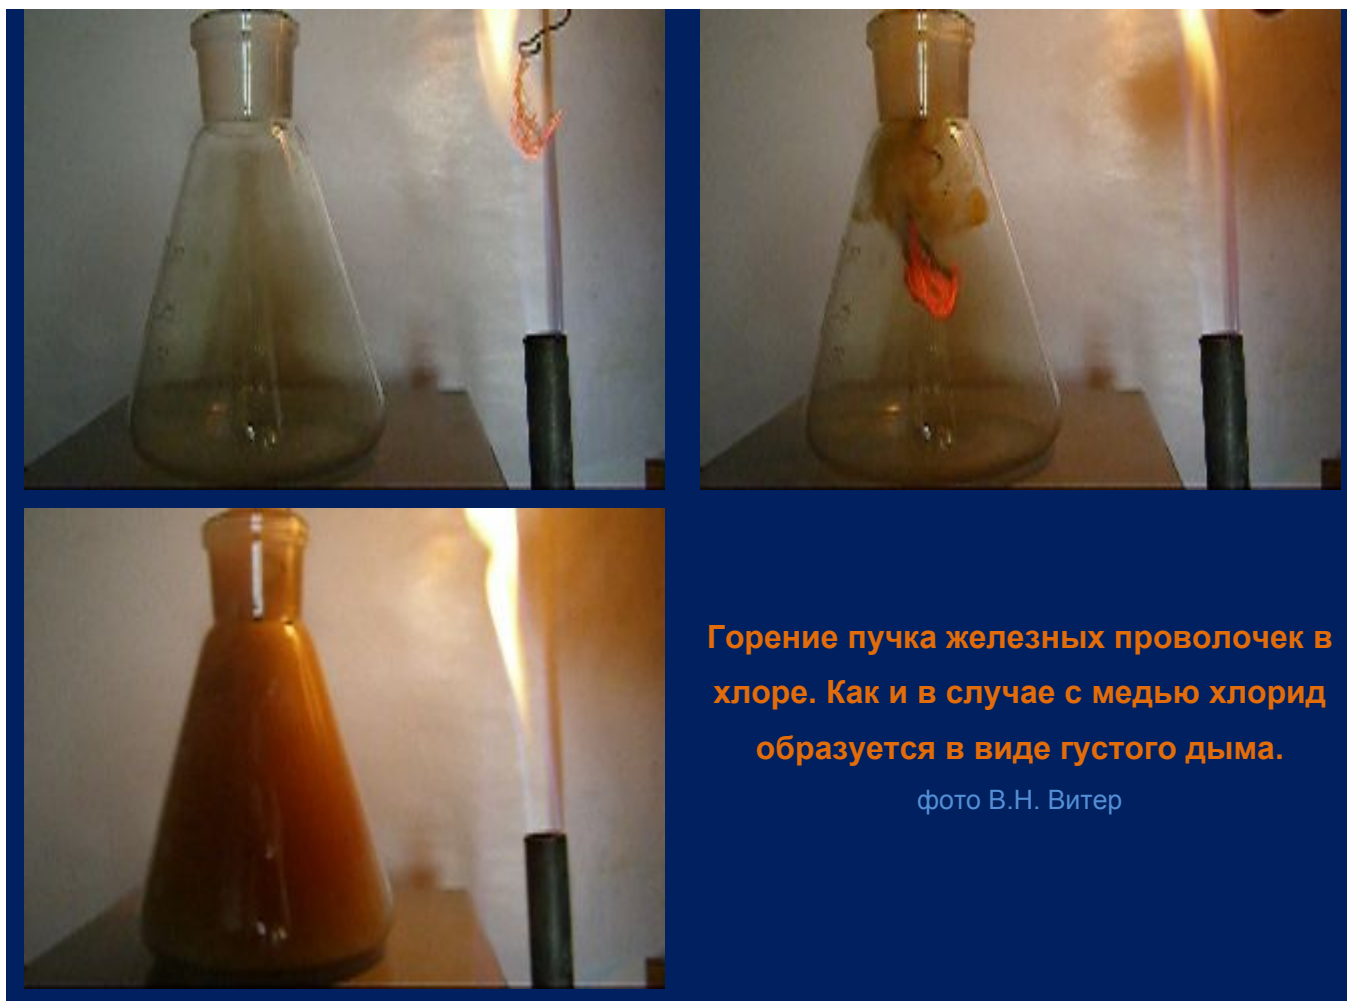 Горение пучка железных проволочек в
хлоре. Как и в случае с медью хлорид
образуется в виде густого дыма.
фото В.Н. Витер